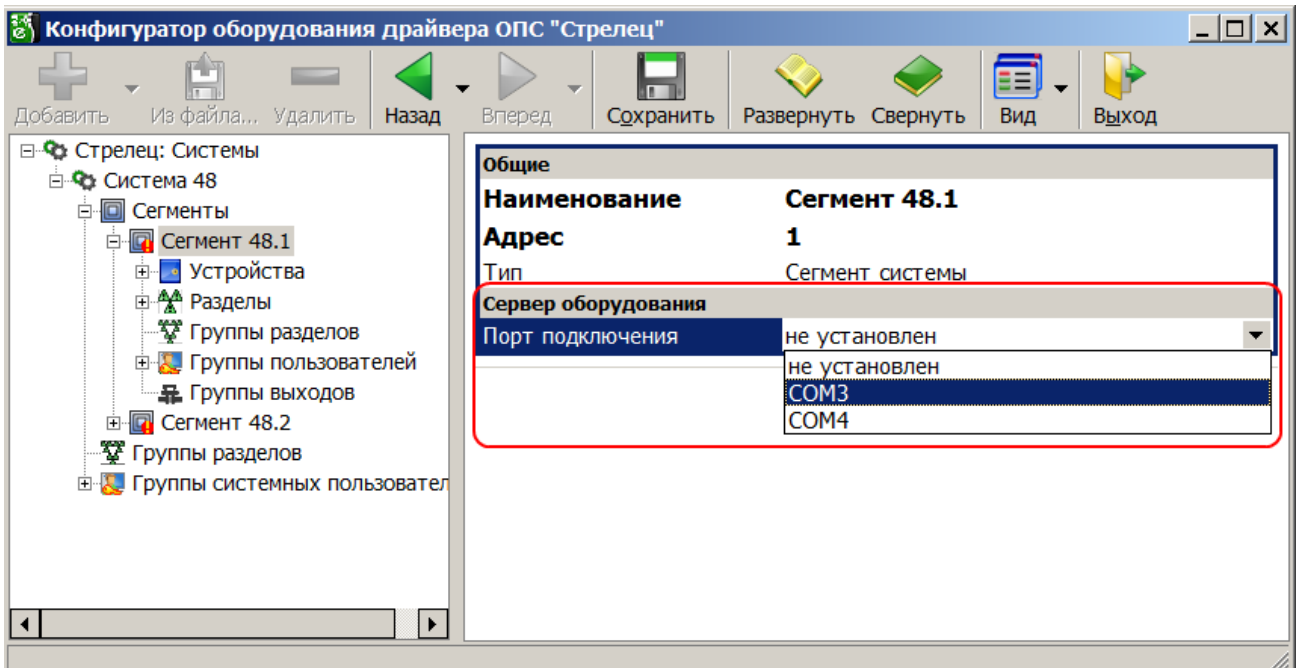 Конфигуратор оборудования драйвера ОПС "Стрелец"
Добавить Из файла... Удалить Назад Вперед Сохранить Развернуть Свернуть Вид Выход
Стрелец: Системы
Система 48
Сегменты
Сегмент 48.1
Устройства
Разделы
Группы разделов
Группы пользователей
Группы выходов
Сегмент 48.2
Группы разделов
Группы системных пользовател
Общие
Наименование Сегмент 48.1
Адрес 1
Тип Сегмент системы
Сервер оборудования
Порт подключения не установлен
не установлен
COM3
COM4